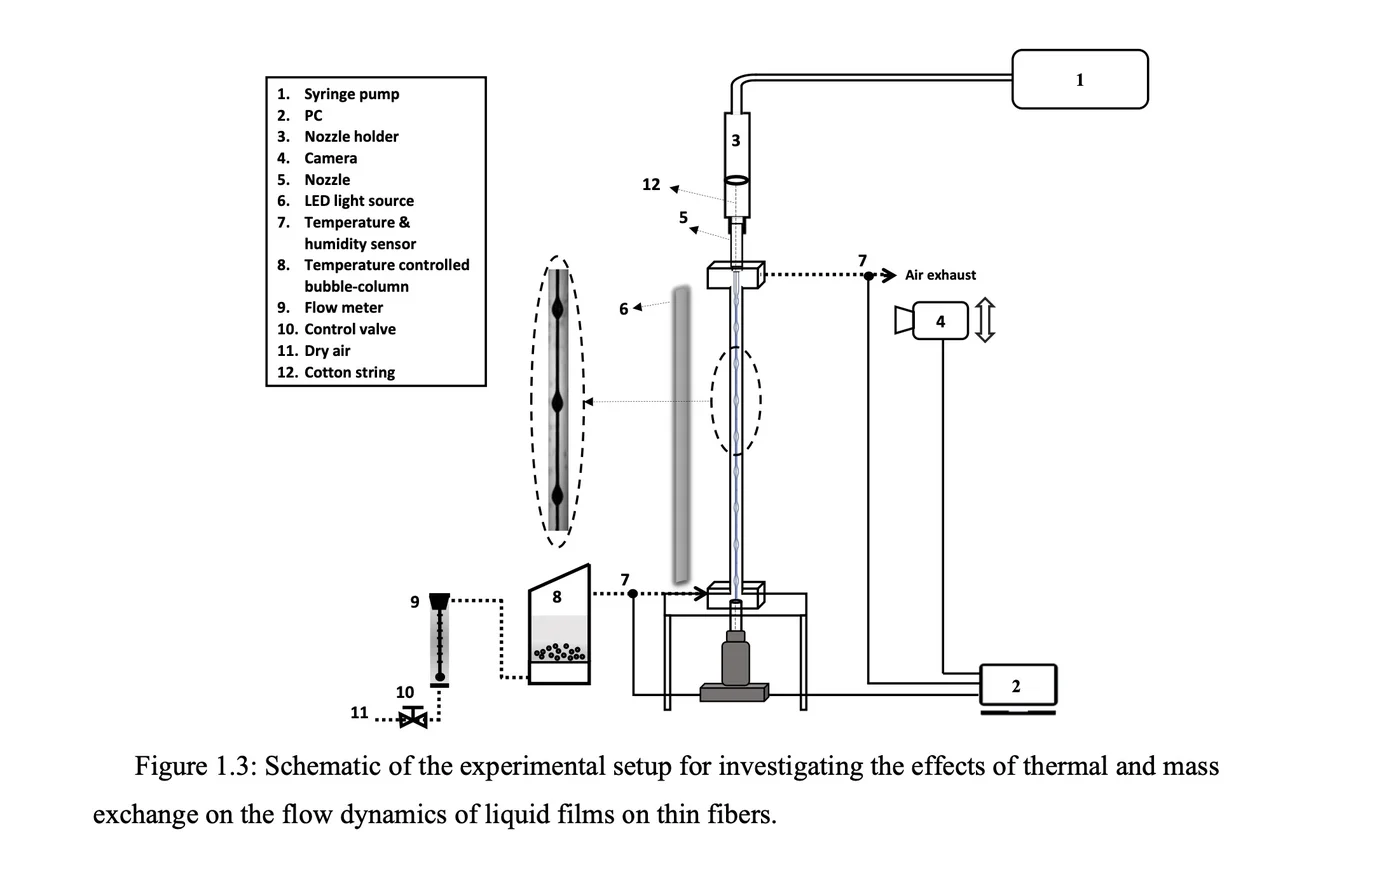 1. Syringe pump
2. PC
3. Nozzle holder
4. Camera
5. Nozzle
6. LED light source
7. Temperature &
humidity sensor
8. Temperature controlled
bubble-column
9. Flow meter
10. Control valve
11. Dry air
12. Cotton string
1
3
12
5
7
Air exhaust
6
4
7
8
9
10
11
2
Figure 1.3: Schematic of the experimental setup for investigating the effects of thermal and mass
exchange on the flow dynamics of liquid films on thin fibers.